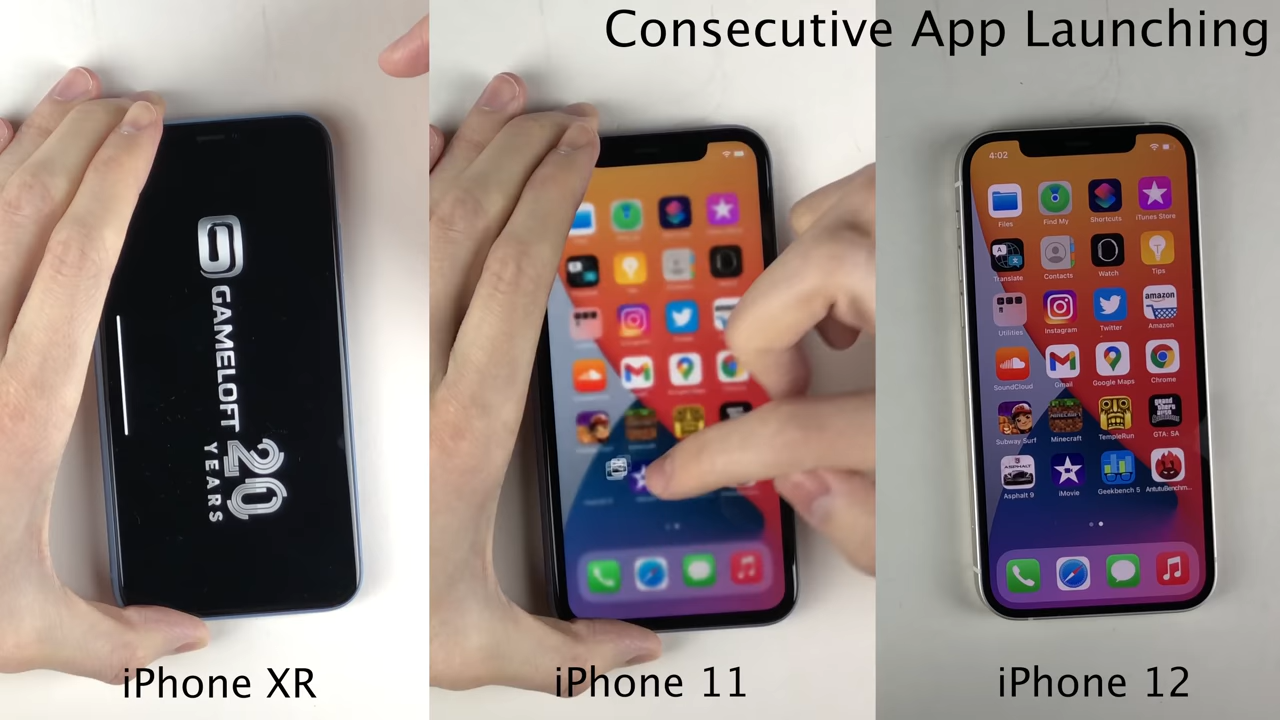 Consecutive App Launching
GAMELOFT
20
YEARS
4:02
Files
Find My
Shortcuts
iTunes Store
Translate
Contacts
Watch
Tips
Utilities
Instagram
Twitter
amazon
Amazon
SoundCloud
Gmail
Google Maps
Chrome
Subway Surf
Minecraft
TempleRun
GTA: SA
Asphalt 9
iMovie
Geekbench 5
AntutuBenchm...
iPhone XR
iPhone 11
iPhone 12